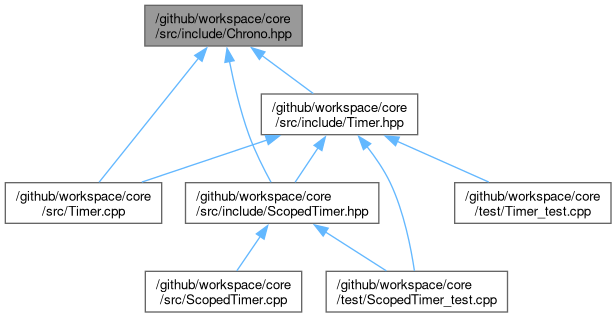 /github/workspace/core
/src/include/Chrono.hpp
/github/workspace/core
/src/include/Timer.hpp
/github/workspace/core
/src/Timer.cpp
/github/workspace/core
/src/include/ScopedTimer.hpp
/github/workspace/core
/test/Timer_test.cpp
/github/workspace/core
/src/ScopedTimer.cpp
/github/workspace/core
/test/ScopedTimer_test.cpp